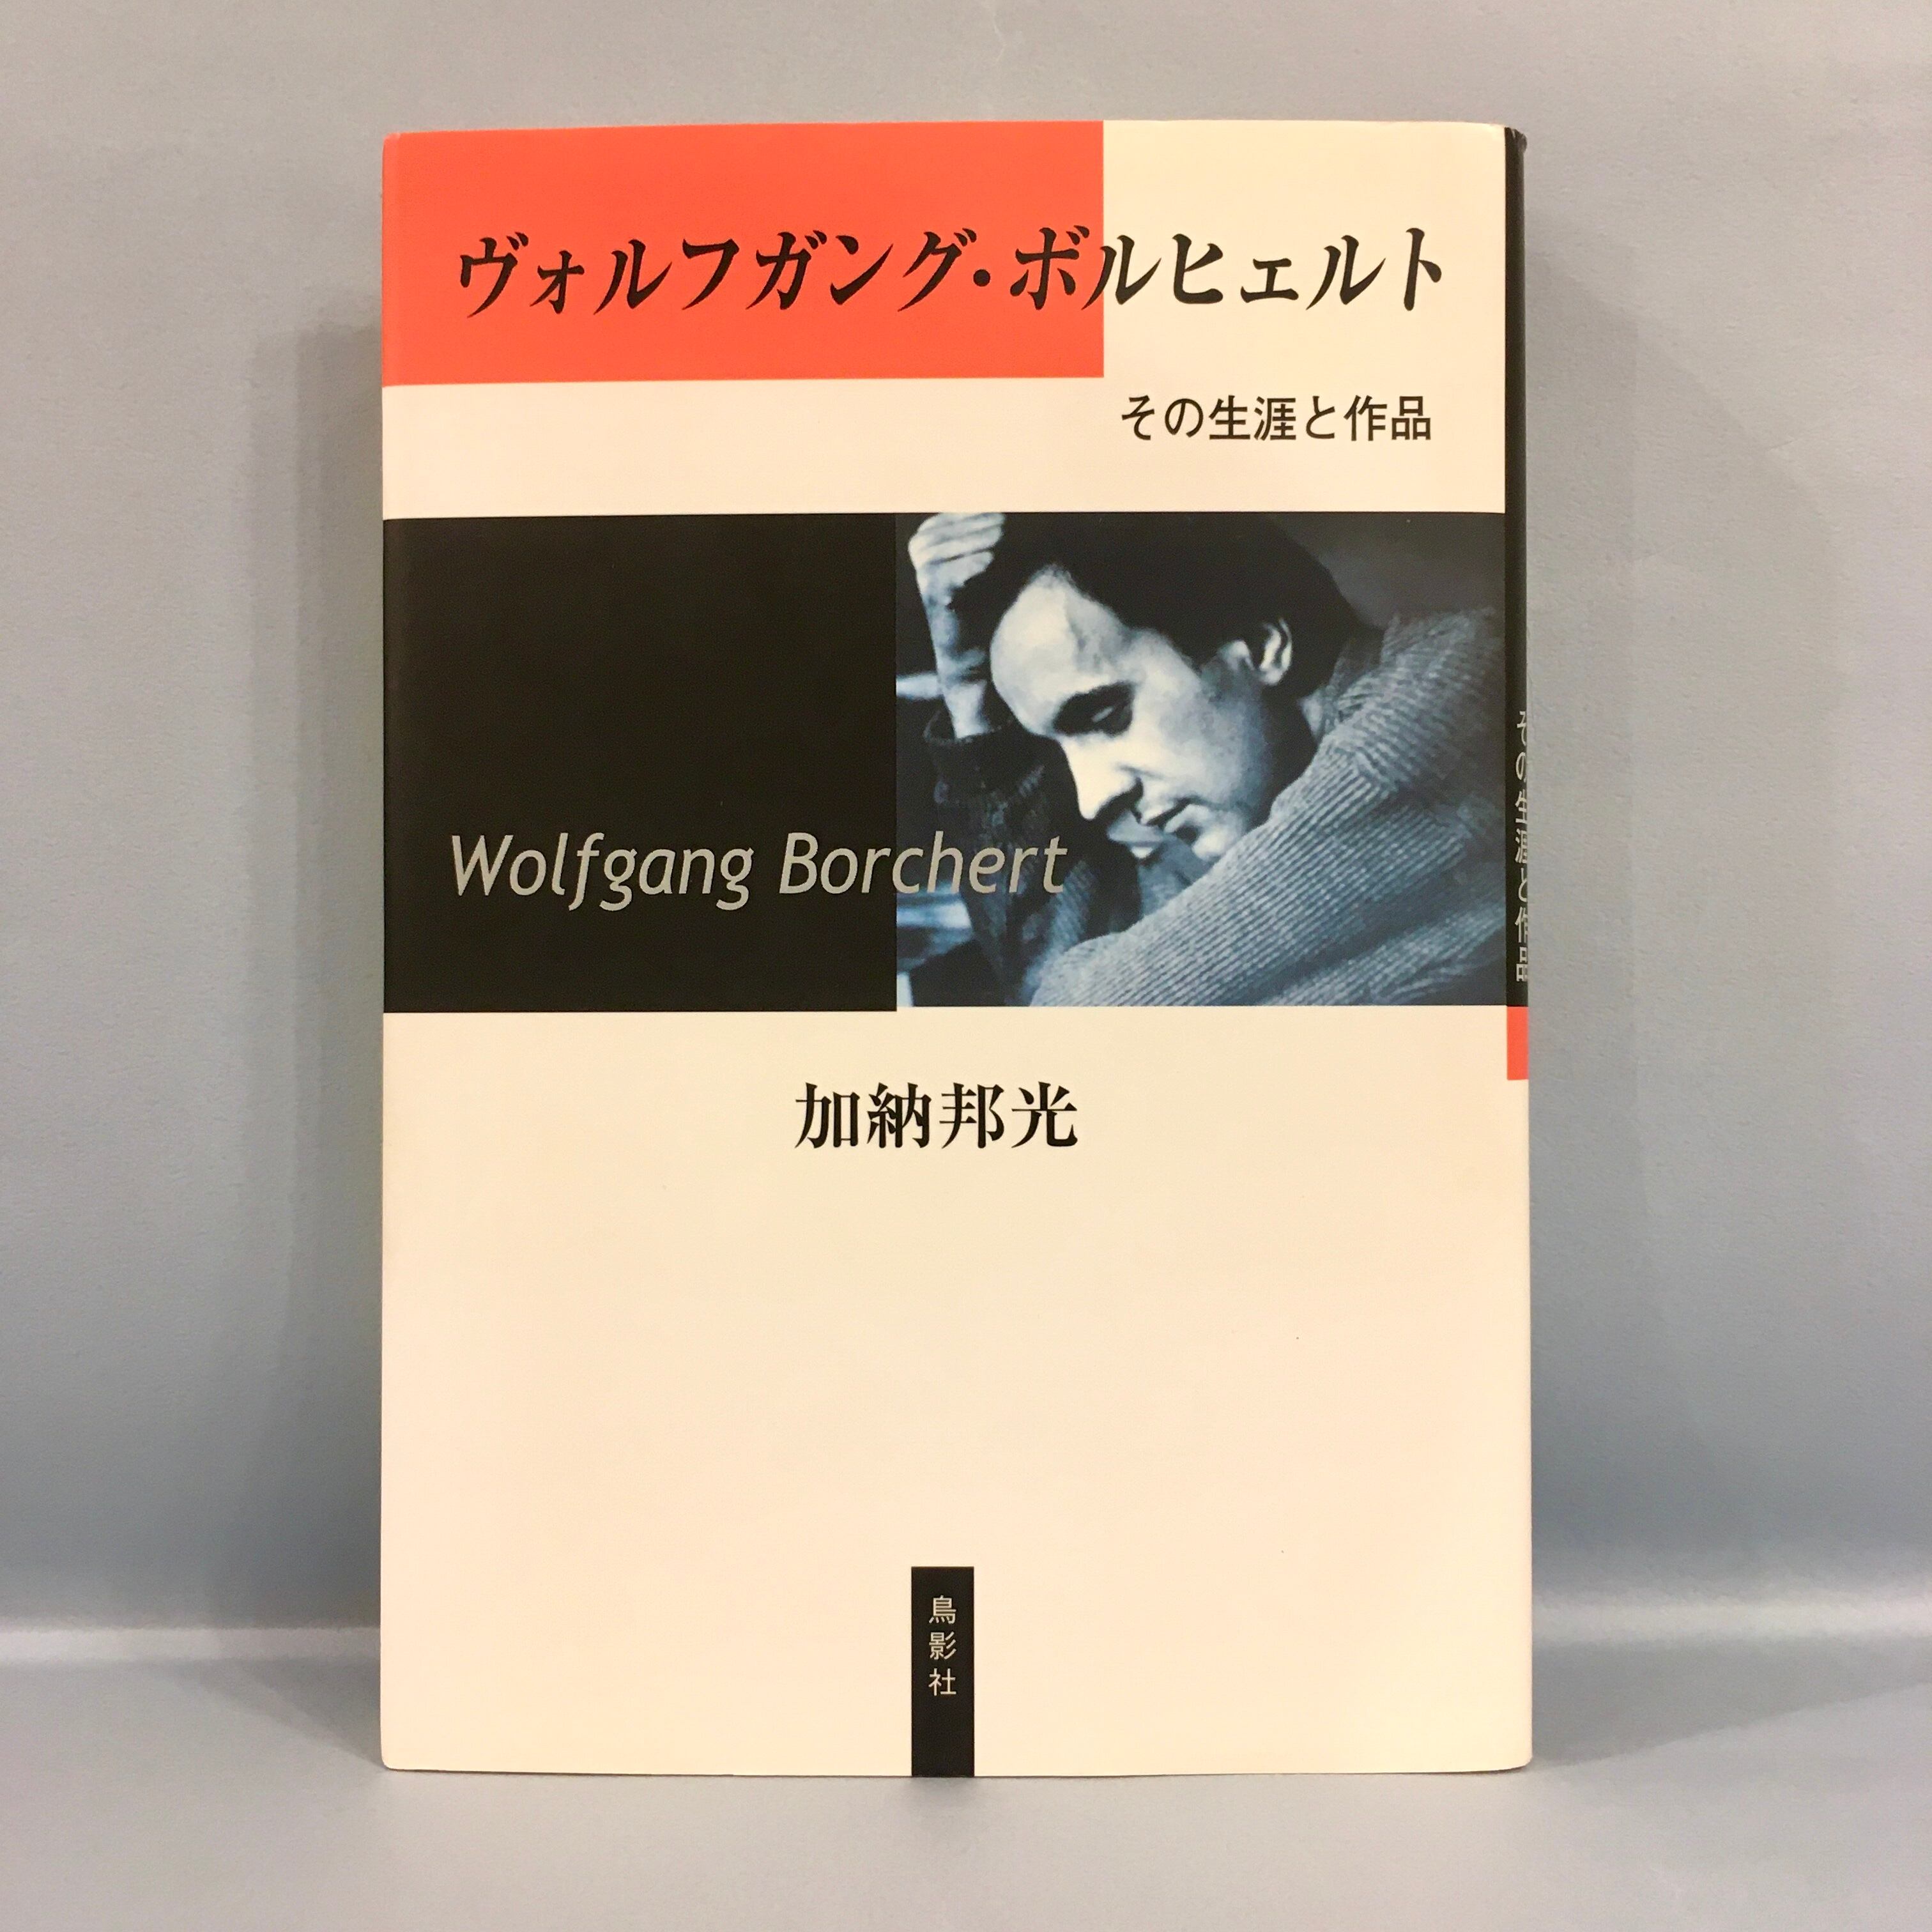 ヴォルフガング・ボルヒェルト
その生涯と作品
Wolfgang Borchert
加納邦光
鳥影社
その生涯と作品